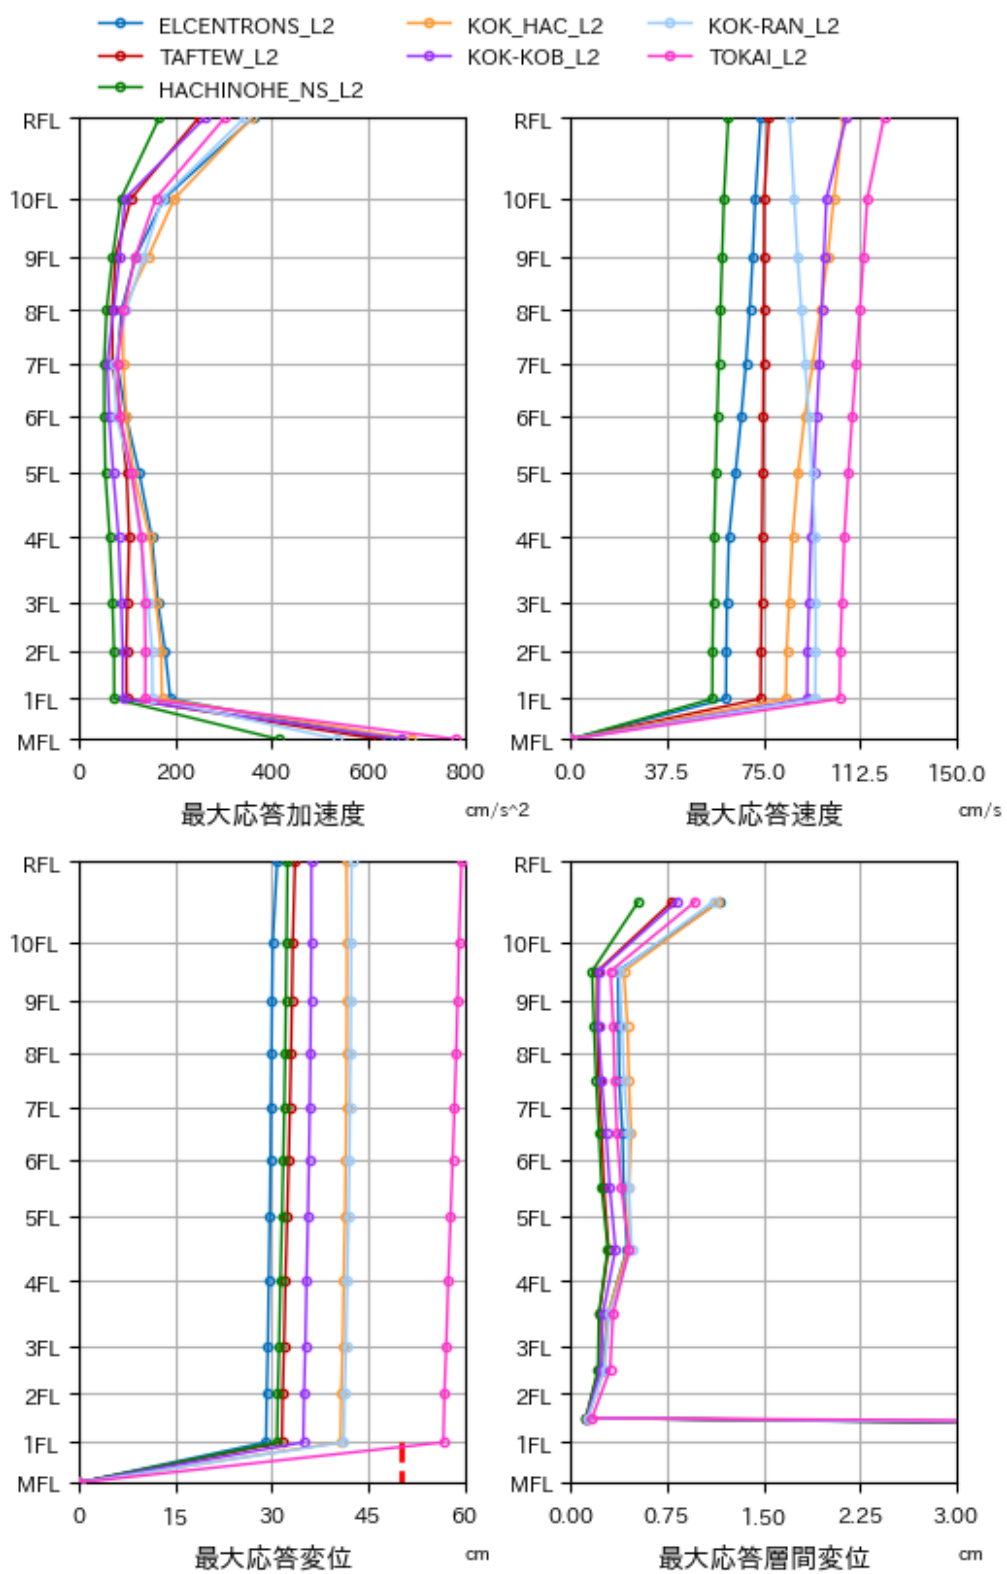 ELCENTRONS_L2 KOK_HAC_L2 KOK-RAN_L2
TAFTEW_L2 KOK-KOB_L2 TOKAI_L2
HACHINOHE_NS_L2
RFL
10FL
9FL
8FL
7FL
6FL
5FL
4FL
3FL
2FL
1FL
MFL
0 200 400 600 800
最大応答加速度 cm/s^2
RFL
10FL
9FL
8FL
7FL
6FL
5FL
4FL
3FL
2FL
1FL
MFL
0.0 37.5 75.0 112.5 150.0
最大応答速度 cm/s
RFL
10FL
9FL
8FL
7FL
6FL
5FL
4FL
3FL
2FL
1FL
MFL
0 15 30 45 60
最大応答変位 cm
RFL
10FL
9FL
8FL
7FL
6FL
5FL
4FL
3FL
2FL
1FL
MFL
0.00 0.75 1.50 2.25 3.00
最大応答層間変位 cm